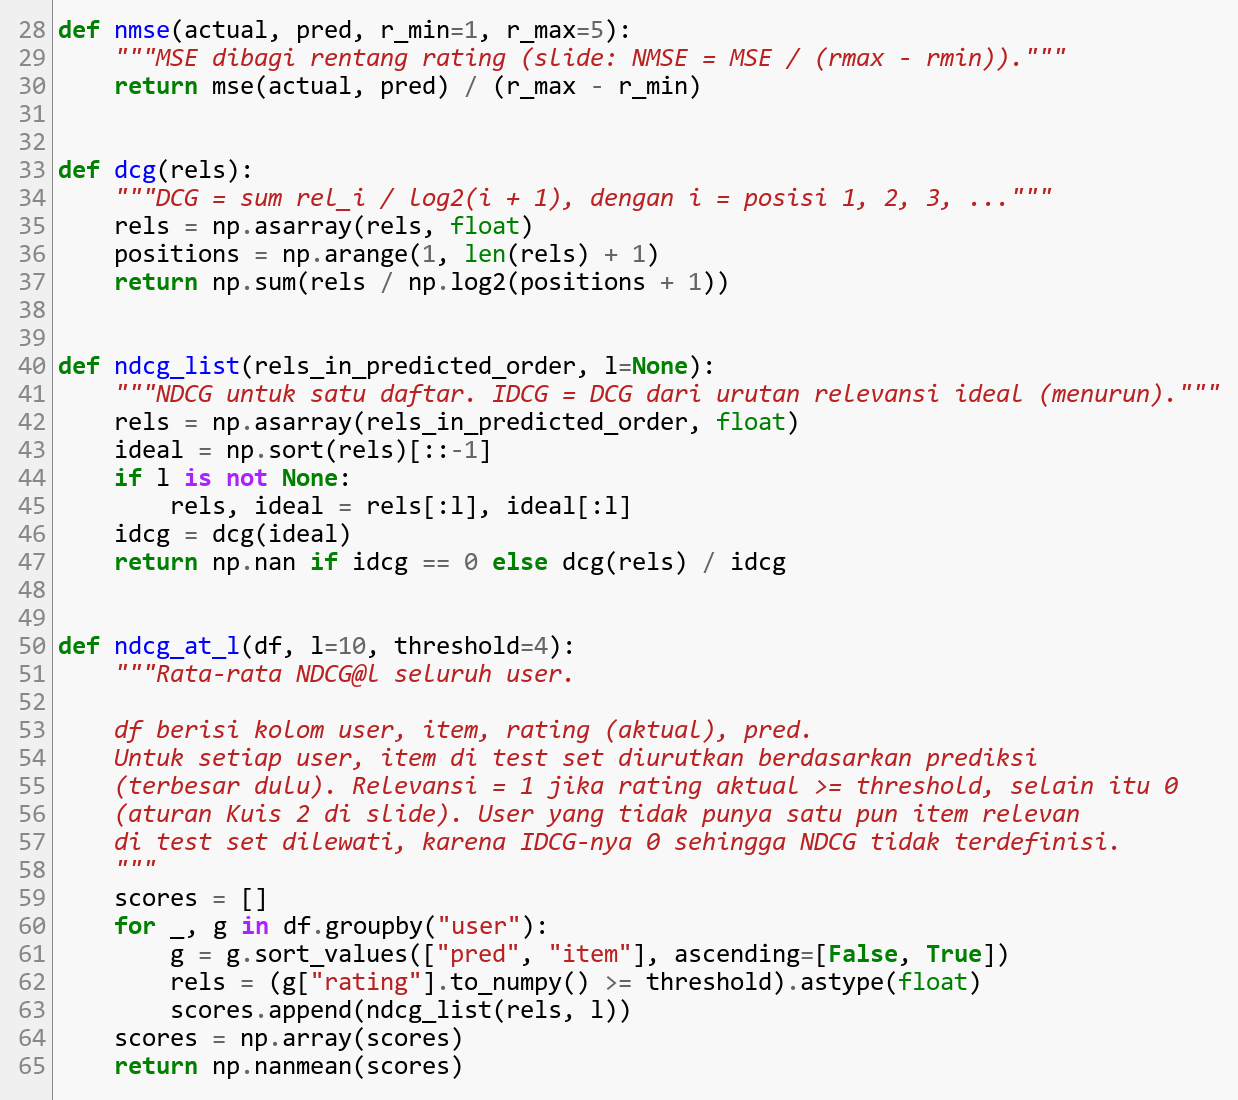 28 def nmse(actual, pred, r_min=1, r_max=5):
29     """MSE dibagi rentang rating (slide: NMSE = MSE / (rmax - rmin))."""
30     return mse(actual, pred) / (r_max - r_min)
31
32
33 def dcg(rels):
34     """DCG = sum rel_i / log2(i + 1), dengan i = posisi 1, 2, 3, ..."""
35     rels = np.asarray(rels, float)
36     positions = np.arange(1, len(rels) + 1)
37     return np.sum(rels / np.log2(positions + 1))
38
39
40 def ndcg_list(rels_in_predicted_order, l=None):
41     """NDCG untuk satu daftar. IDCG = DCG dari urutan relevansi ideal (menurun)."""
42     rels = np.asarray(rels_in_predicted_order, float)
43     ideal = np.sort(rels)[::-1]
44     if l is not None:
45         rels, ideal = rels[:l], ideal[:l]
46     idcg = dcg(ideal)
47     return np.nan if idcg == 0 else dcg(rels) / idcg
48
49
50 def ndcg_at_l(df, l=10, threshold=4):
51     """Rata-rata NDCG@l seluruh user.
52
53     df berisi kolom user, item, rating (aktual), pred.
54     Untuk setiap user, item di test set diurutkan berdasarkan prediksi
55     (terbesar dulu). Relevansi = 1 jika rating aktual >= threshold, selain itu 0
56     (aturan Kuis 2 di slide). User yang tidak punya satu pun item relevan
57     di test set dilewati, karena IDCG-nya 0 sehingga NDCG tidak terdefinisi.
58     """
59     scores = []
60     for _, g in df.groupby("user"):
61         g = g.sort_values(["pred", "item"], ascending=[False, True])
62         rels = (g["rating"].to_numpy() >= threshold).astype(float)
63         scores.append(ndcg_list(rels, l))
64     scores = np.array(scores)
65     return np.nanmean(scores)